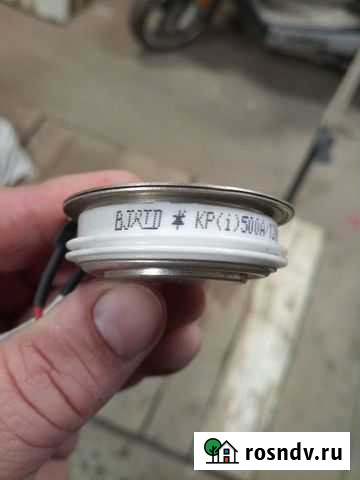 BJRTD KP(i)500A/
rosndv.ru